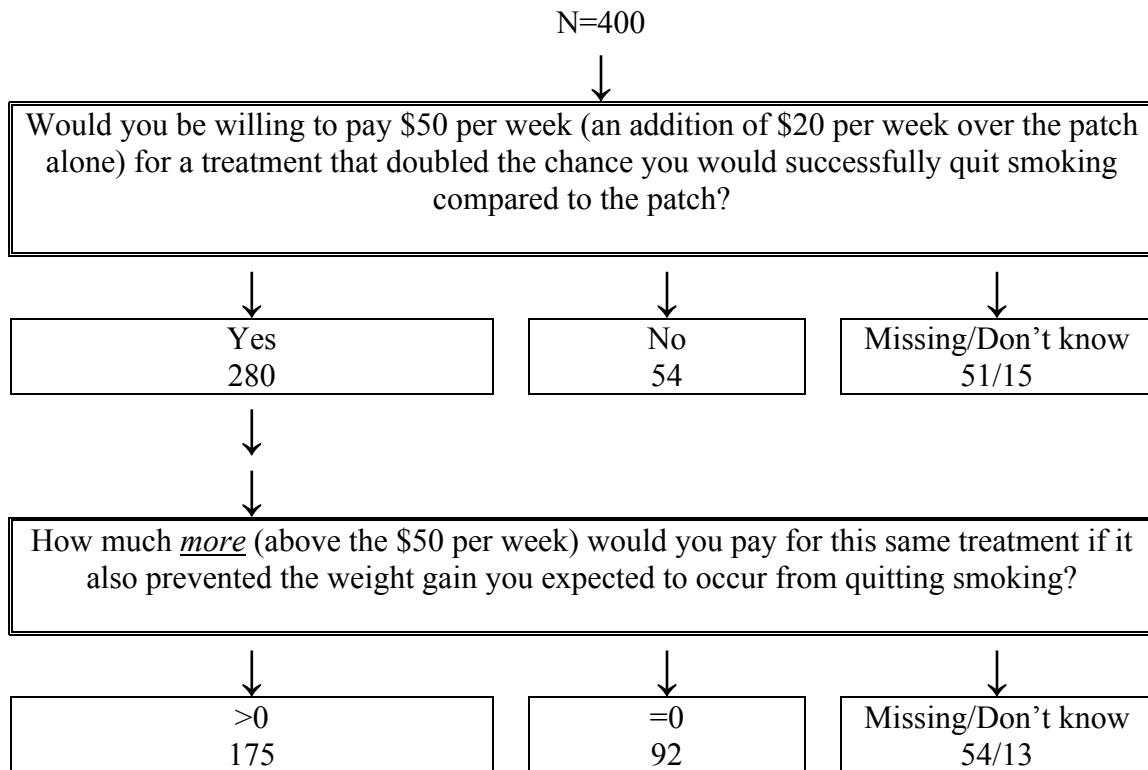 N=400
Would you be willing to pay $50 per week (an addition of $20 per week over the patch
alone) for a treatment that doubled the chance you would successfully quit smoking
compared to the patch?
Yes
280
No
54
Missing/Don’t know
51/15
How much more (above the $50 per week) would you pay for this same treatment if it
also prevented the weight gain you expected to occur from quitting smoking?
>0
175
=0
92
Missing/Don’t know
54/13